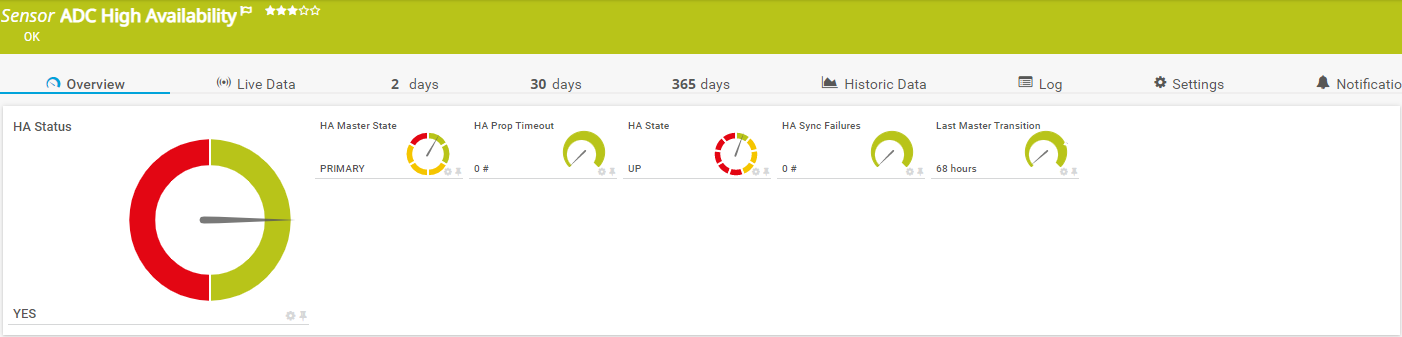 Sensor ADC High Availability
OK
Overview Live Data 2 days 30 days 365 days Historic Data Log Settings Notificatio
HA Status
YES
HA Master State
PRIMARY
HA Prop Timeout
0 #
HA State
UP
HA Sync Failures
0 #
Last Master Transition
68 hours